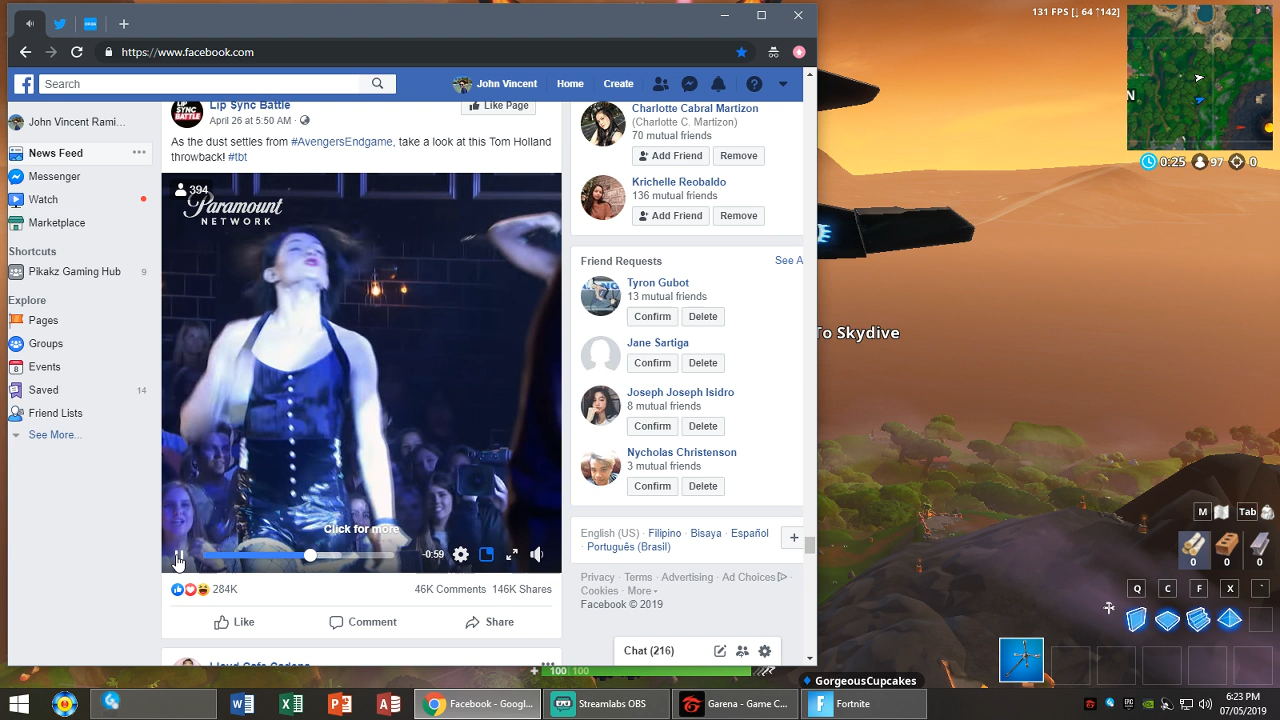 https://www.facebook.com
Search
John Vincent
Home
Create
John Vincent Rami...
News Feed
Messenger
Watch
Marketplace
Shortcuts
Pikakz Gaming Hub
9
Explore
Pages
Groups
Events
8
Saved
14
Friend Lists
See More...
LIP SYNC BATTLE
Lip Sync Battle
April 26 at 5:50 AM ·
Like Page
As the dust settles from #AvengersEndgame, take a look at this Tom Holland
throwback! #tbt
394
Paramount
NETWORK
Click for more
-0:59
284K
46K Comments 146K Shares
Like
Comment
Share
Charlotte Cabral Martizon
(Charlotte C. Martizon)
70 mutual friends
Add Friend
Remove
Krichelle Reobaldo
136 mutual friends
Add Friend
Remove
Friend Requests
See A
Tyron Gubot
13 mutual friends
Confirm
Delete
Jane Sartiga
Confirm
Delete
Joseph Joseph Isidro
8 mutual friends
Confirm
Delete
Nycholas Christenson
3 mutual friends
Confirm
Delete
English (US) · Filipino · Bisaya · Español
· Português (Brasil)
Privacy · Terms · Advertising · Ad Choices ·
Cookies · More
Facebook © 2019
Chat (216)
131 FPS [↓ 64 ↑142]
N
0:25
97
0
To Skydive
M
Tab
0
0
0
Q
C
F
X
`
+ 100 | 100
GorgeousCupcakes
Facebook - Googl...
Streamlabs OBS
Garena - Game C...
Fortnite
6:23 PM
07/05/2019